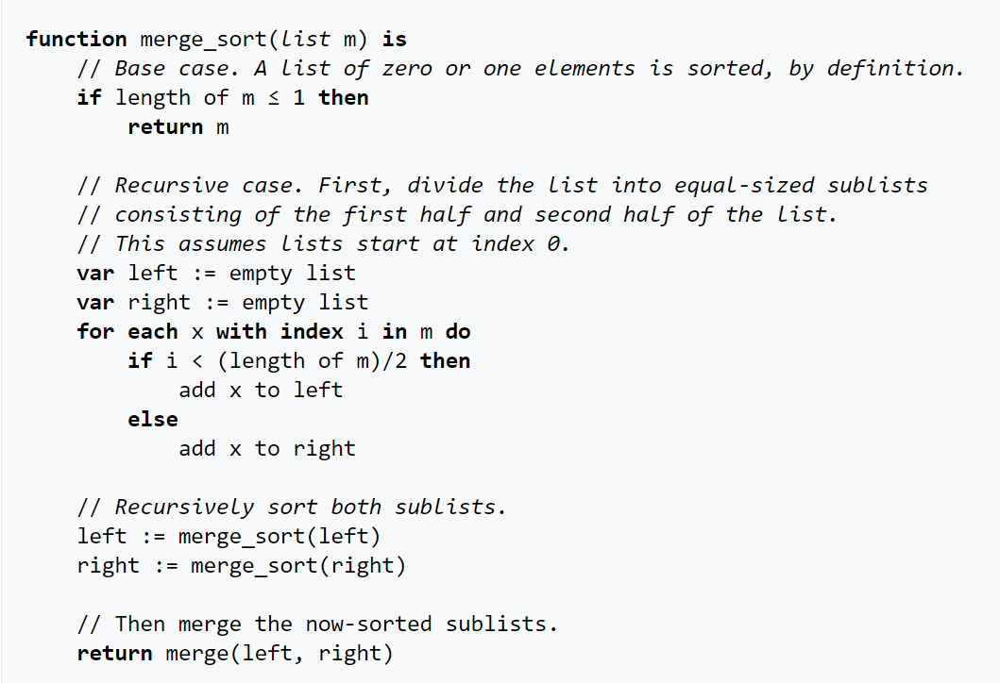 function merge_sort(list m) is
    // Base case. A list of zero or one elements is sorted, by definition.
    if length of m ≤ 1 then
        return m

    // Recursive case. First, divide the list into equal-sized sublists
    // consisting of the first half and second half of the list.
    // This assumes lists start at index 0.
    var left := empty list
    var right := empty list
    for each x with index i in m do
        if i < (length of m)/2 then
            add x to left
        else
            add x to right

    // Recursively sort both sublists.
    left := merge_sort(left)
    right := merge_sort(right)

    // Then merge the now-sorted sublists.
    return merge(left, right)